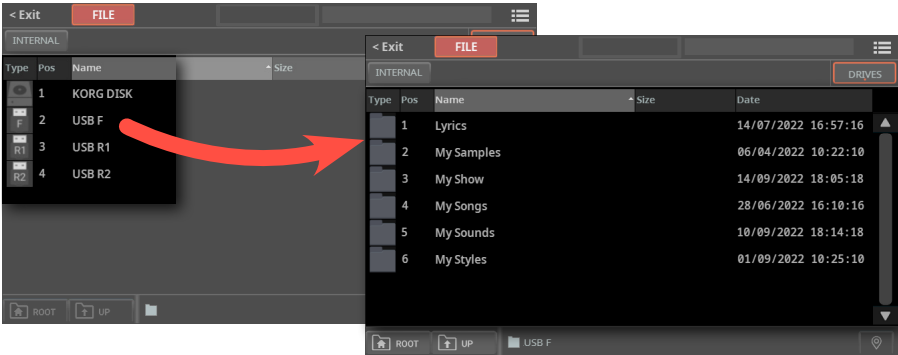 < Exit FILE
INTERNAL
Type Pos Name Size
1 KORG DISK
F 2 USB F
R1 3 USB R1
R2 4 USB R2
ROOT UP
< Exit FILE
INTERNAL DRIVES
Type Pos Name Size Date
1 Lyrics 14/07/2022 16:57:16
2 My Samples 06/04/2022 10:22:10
3 My Show 14/09/2022 18:05:18
4 My Songs 28/06/2022 16:10:16
5 My Sounds 10/09/2022 18:14:18
6 My Styles 01/09/2022 10:25:10
ROOT UP USB F